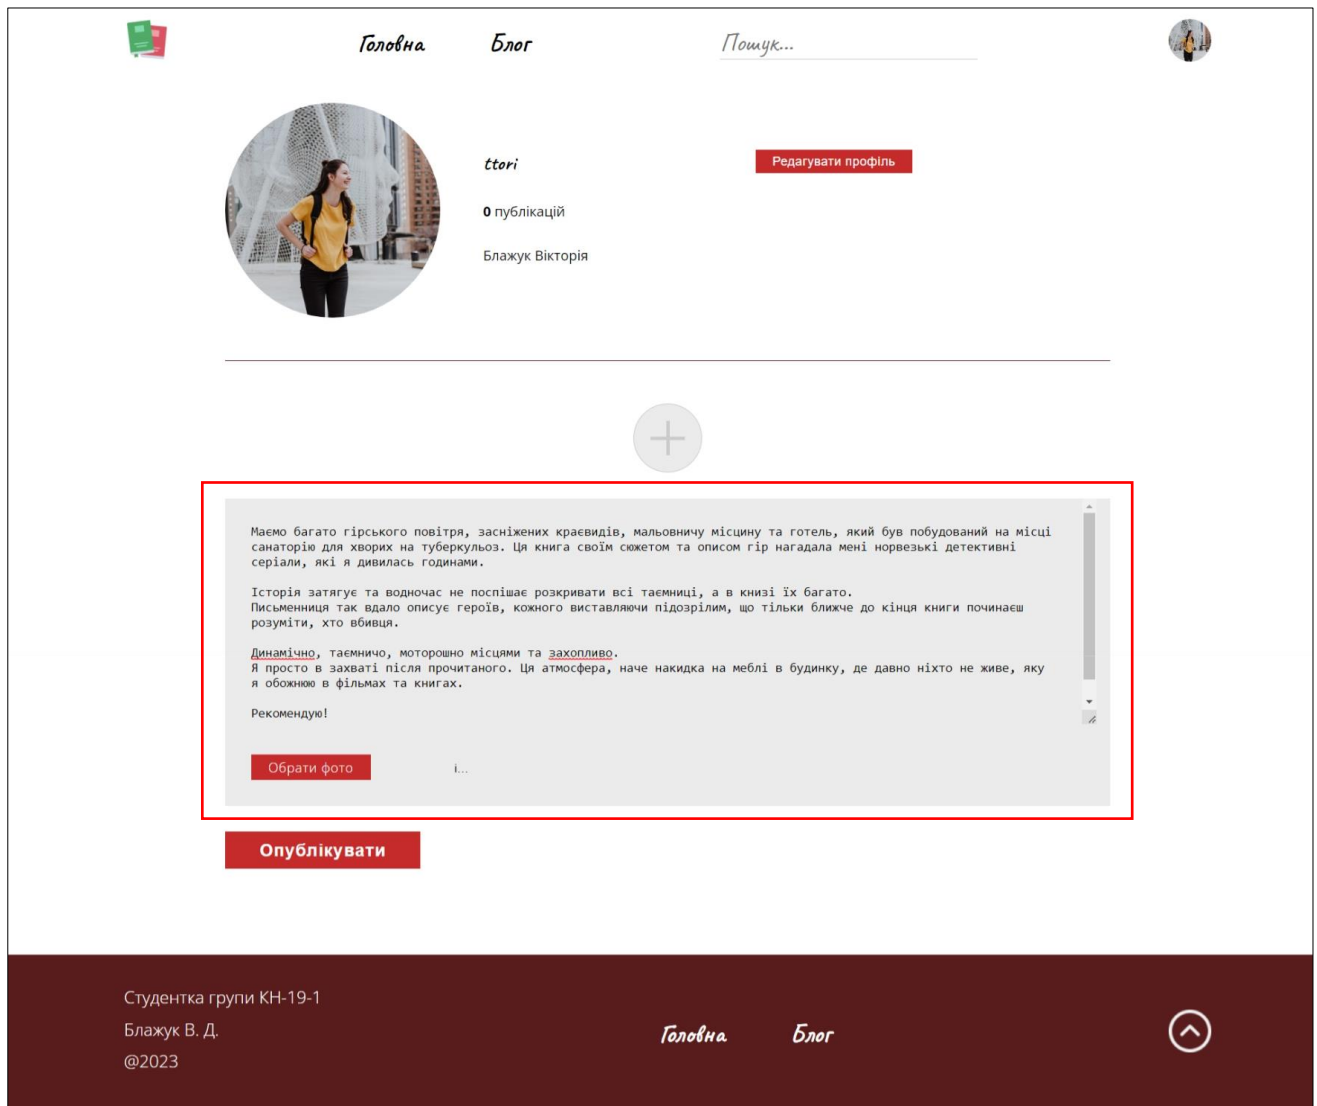 Головна
Блог
Пошук...
ttori
Редагувати профіль
0 публікацій
Блажук Вікторія
Маємо багато гірського повітря, засніжених краєвидів, мальовничу місцину та готель, який був побудований на місці
санаторію для хворих на туберкульоз. Ця книга своїм сюжетом та описом гір нагадала мені норвезькі детективні
серіали, які я дивилась годинами.
Історія затягує та водночас не поспішає розкривати всі таємниці, а в книзі їх багато.
Письменниця так вдало описує героїв, кожного виставляючи підозрілим, що тільки ближче до кінця книги починаєш
розуміти, хто вбивця.
Динамічно, таємничо, моторошно місцями та захопливо.
Я просто в захваті після прочитаного. Ця атмосфера, наче накидка на меблі в будинку, де давно ніхто не живе, яку
я обожнюю в фільмах та книгах.
Рекомендую!
Обрати фото
і...
Опублікувати
Студентка групи КН-19-1
Блажук В. Д.
@2023
Головна
Блог